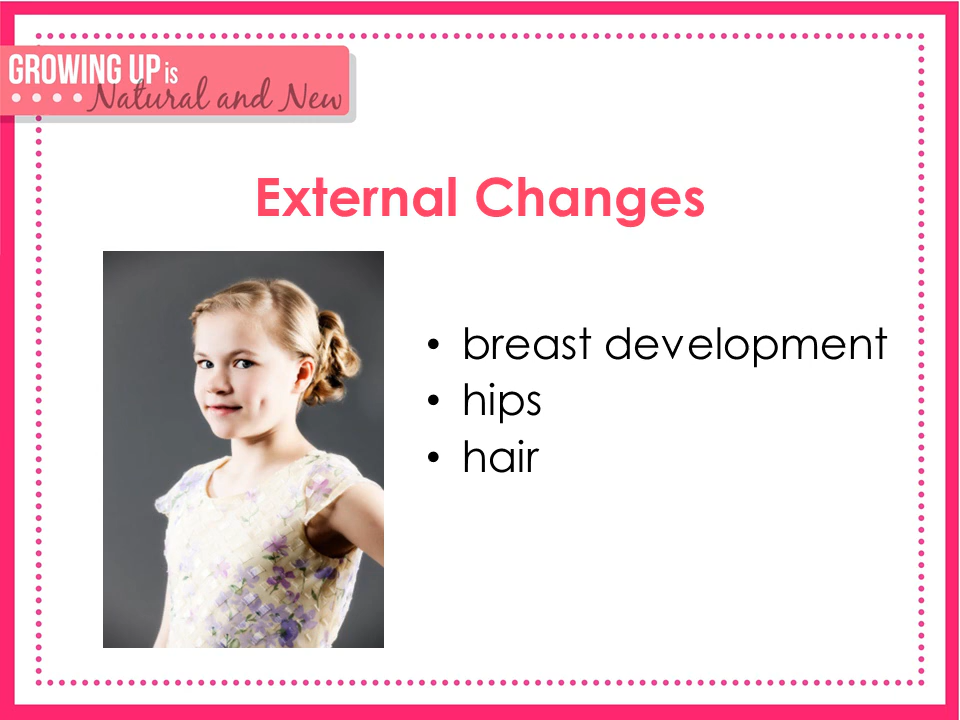 GROWING UP is
Natural and New
External Changes
• breast development
• hips
• hair